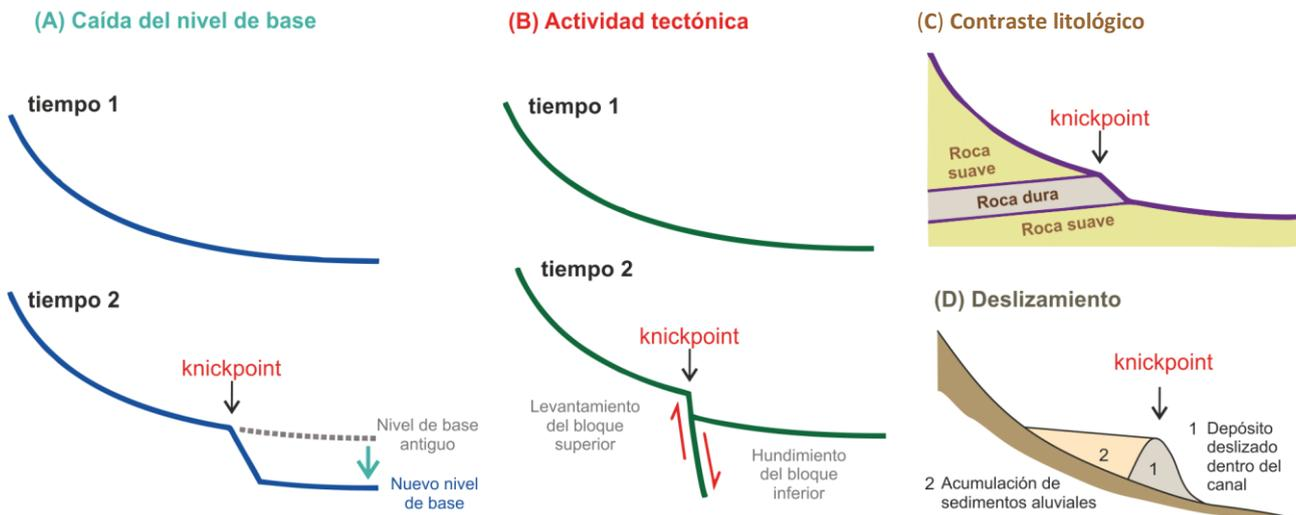 (A) Caída del nivel de base
tiempo 1
tiempo 2
knickpoint
Nivel de base
antiguo
Nuevo nivel
de base
(B) Actividad tectónica
tiempo 1
tiempo 2
knickpoint
Levantamiento
del bloque
superior
Hundimiento
del bloque
inferior
(C) Contraste litológico
knickpoint
Roca
suave
Roca dura
Roca suave
(D) Deslizamiento
knickpoint
1 Depósito
deslizado
dentro del
canal
2
1
2 Acumulación de
sedimentos aluviales